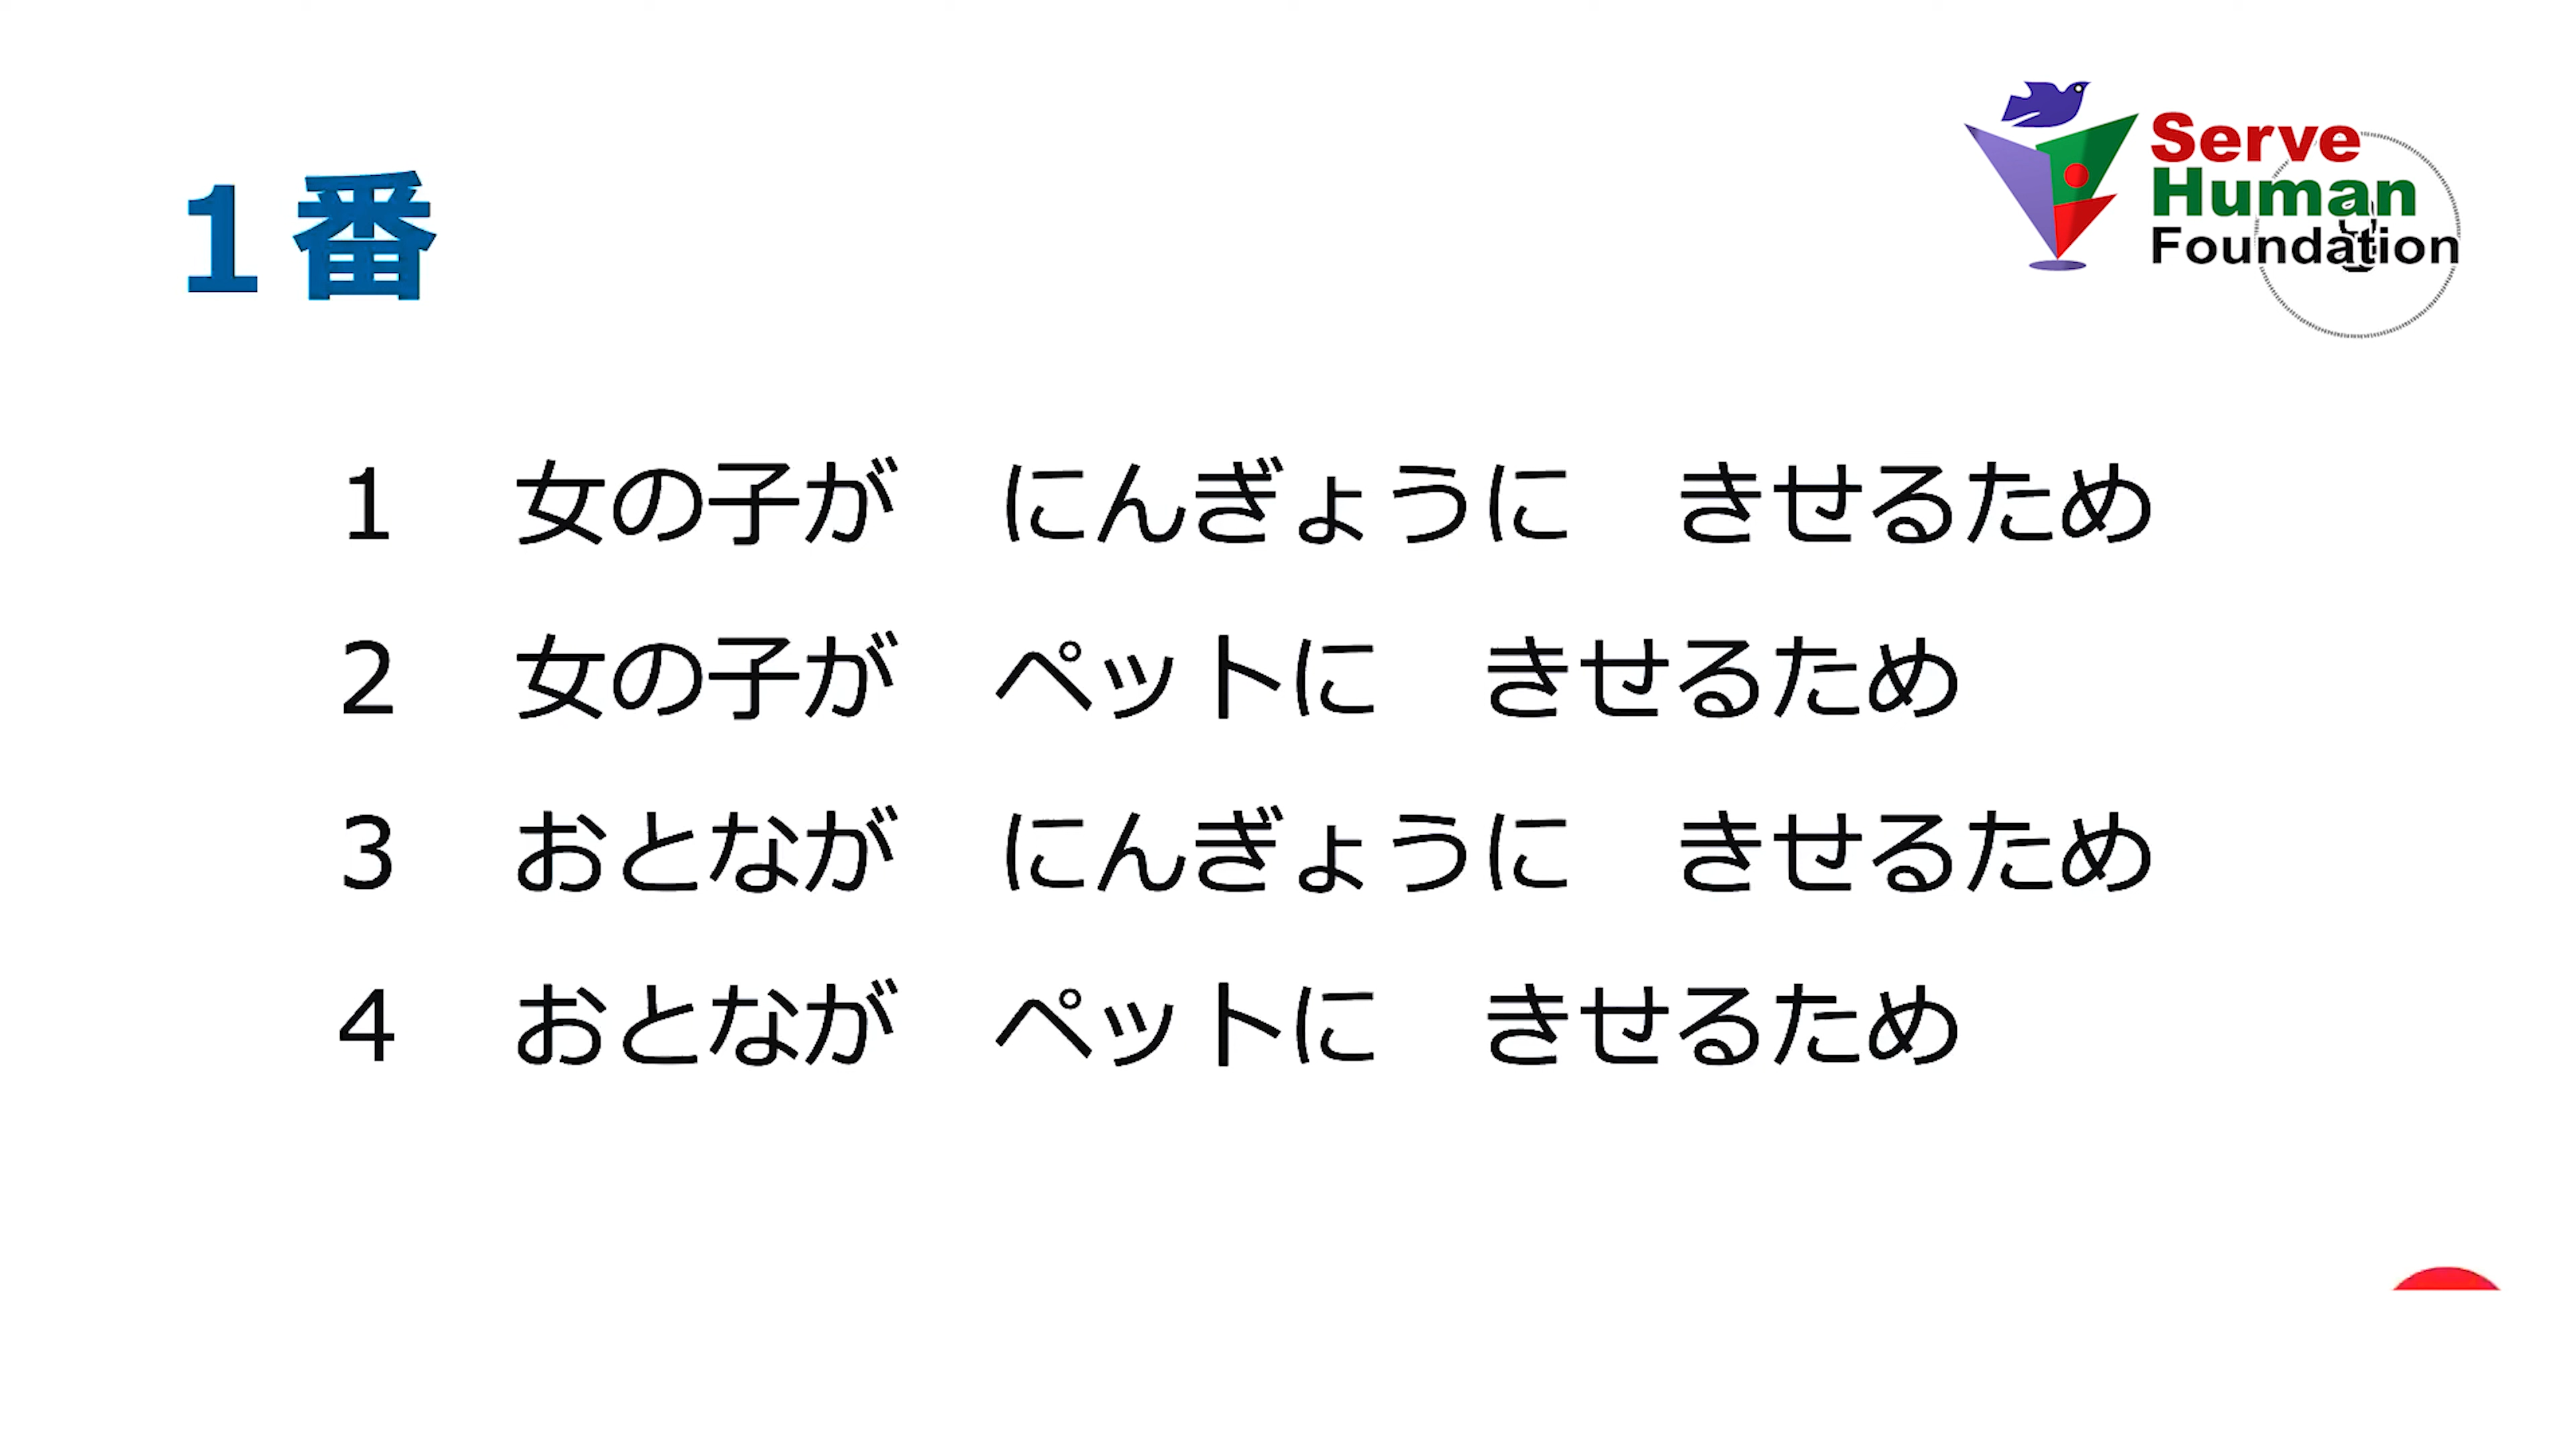 1番
Serve
Human
Foundation
1 女の子が にんぎょうに きせるため
2 女の子が ペットに きせるため
3 おとなが にんぎょうに きせるため
4 おとなが ペットに きせるため